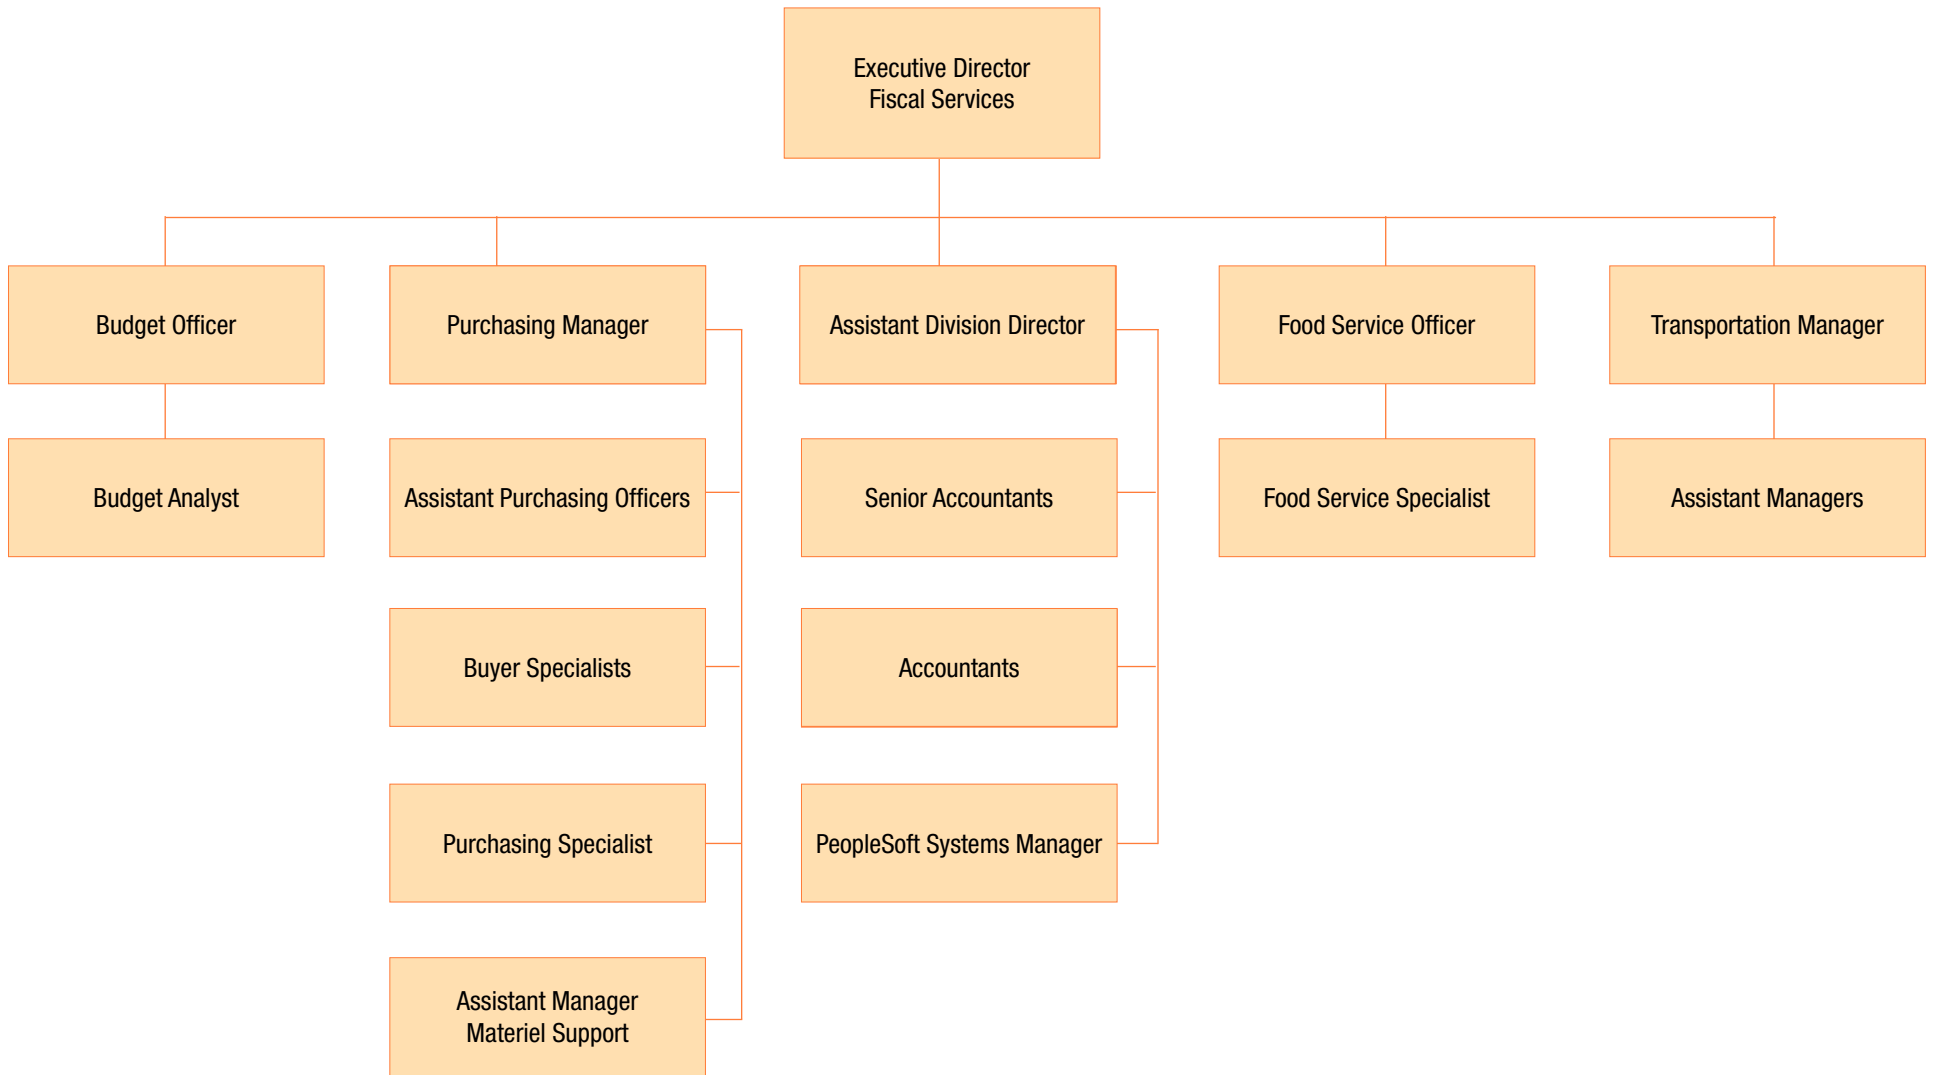 Executive Director
Fiscal Services
Budget Officer
Purchasing Manager
Assistant Division Director
Food Service Officer
Transportation Manager
Budget Analyst
Assistant Purchasing Officers
Senior Accountants
Food Service Specialist
Assistant Managers
Buyer Specialists
Accountants
Purchasing Specialist
PeopleSoft Systems Manager
Assistant Manager
Materiel Support